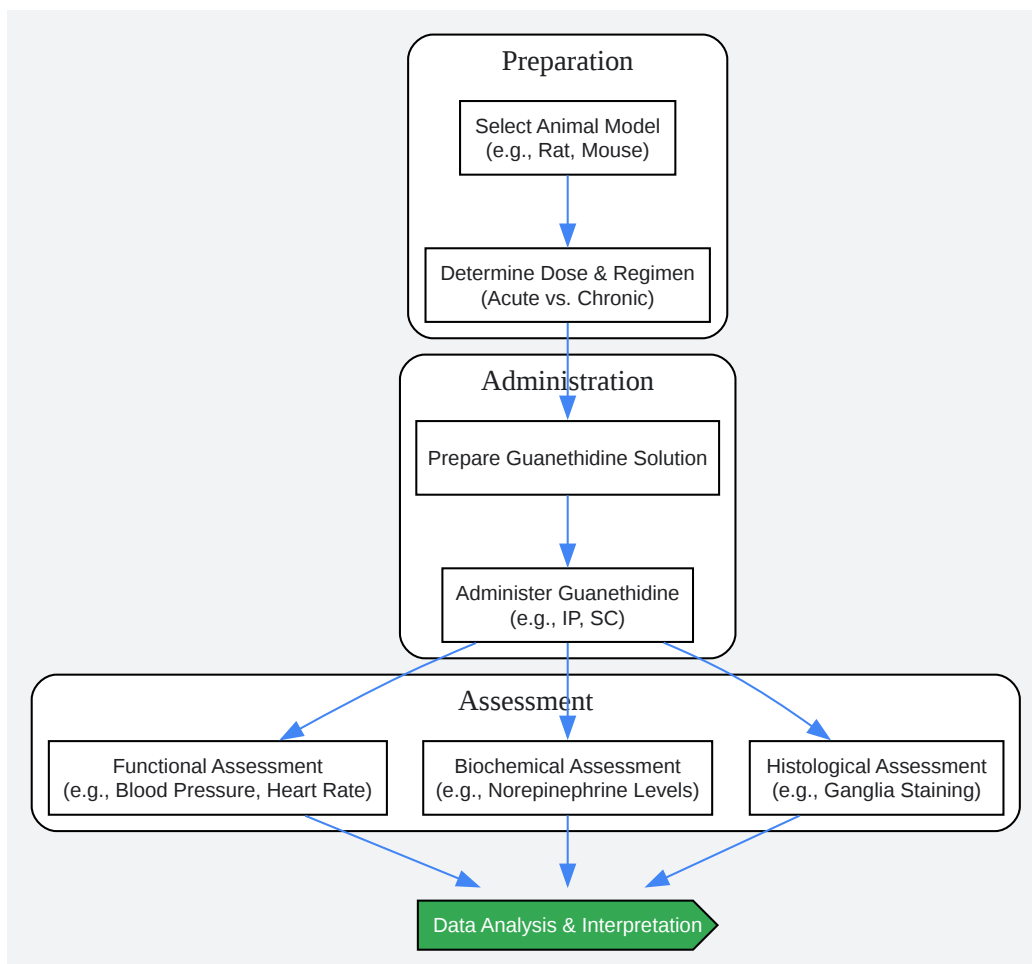 Preparation
Select Animal Model
(e.g., Rat, Mouse)
Determine Dose & Regimen
(Acute vs. Chronic)
Administration
Prepare Guanethidine Solution
Administer Guanethidine
(e.g., IP, SC)
Assessment
Functional Assessment
(e.g., Blood Pressure, Heart Rate)
Biochemical Assessment
(e.g., Norepinephrine Levels)
Histological Assessment
(e.g., Ganglia Staining)
Data Analysis & Interpretation